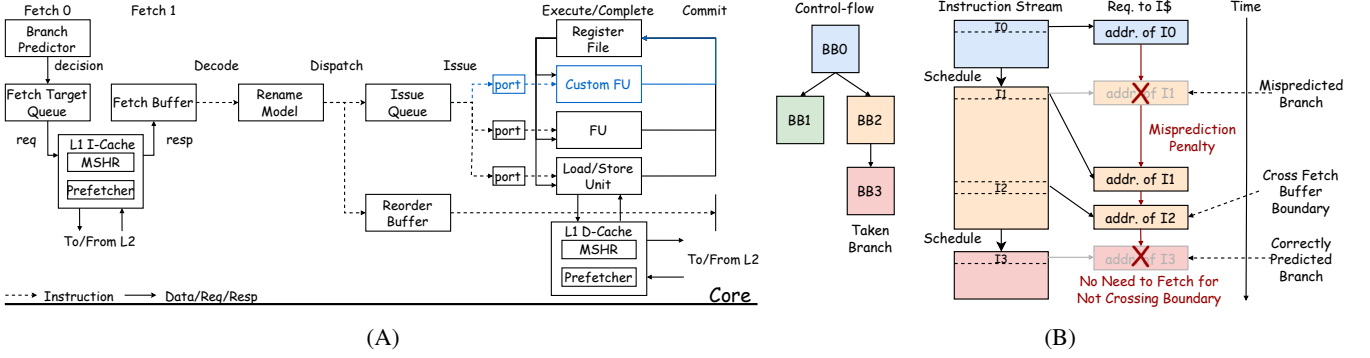 Fetch 0
Fetch 1
Execute/Complete
Commit
Branch
Predictor
decision
Decode
Dispatch
Issue
Register
File
Fetch Target
Queue
Fetch Buffer
Rename
Model
Issue
Queue
port
Custom FU
port
FU
port
Load/Store
Unit
req
resp
L1 I-Cache
MSHR
Prefetcher
To/From L2
Reorder
Buffer
L1 D-Cache
MSHR
Prefetcher
To/From L2
Instruction
Data/Req/Resp
Core
(A)
Control-flow
BB0
BB1
BB2
BB3
Taken
Branch
Instruction Stream
Req. to I$
Time
I0
addr. of I0
Schedule
I1
addr. of I1
Mispredicted
Branch
Misprediction
Penalty
addr. of I1
I2
addr. of I2
Cross Fetch
Buffer
Boundary
Schedule
I3
addr. of I3
Correctly
Predicted
Branch
No Need to Fetch for
Not Crossing Boundary
(B)